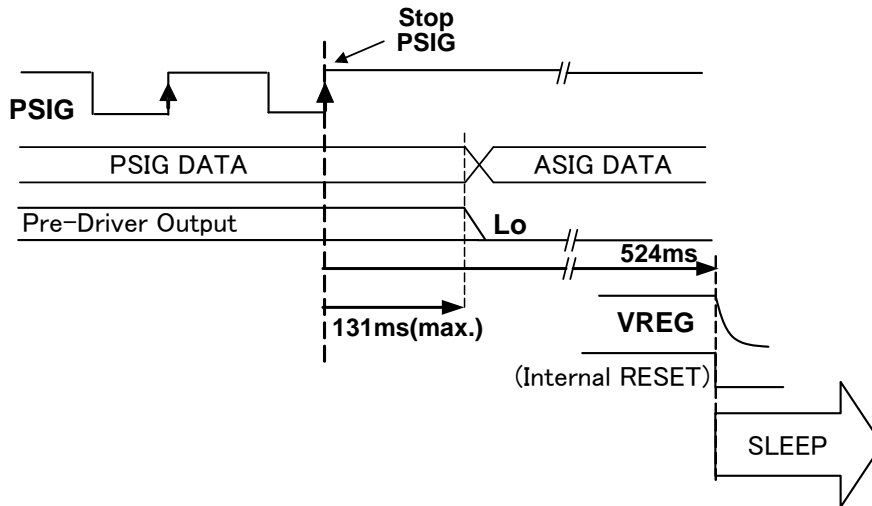 Stop
PSIG
PSIG
PSIG DATA
ASIG DATA
Pre-Driver Output
Lo
524ms
131ms(max.)
VREG
(Internal RESET)
SLEEP